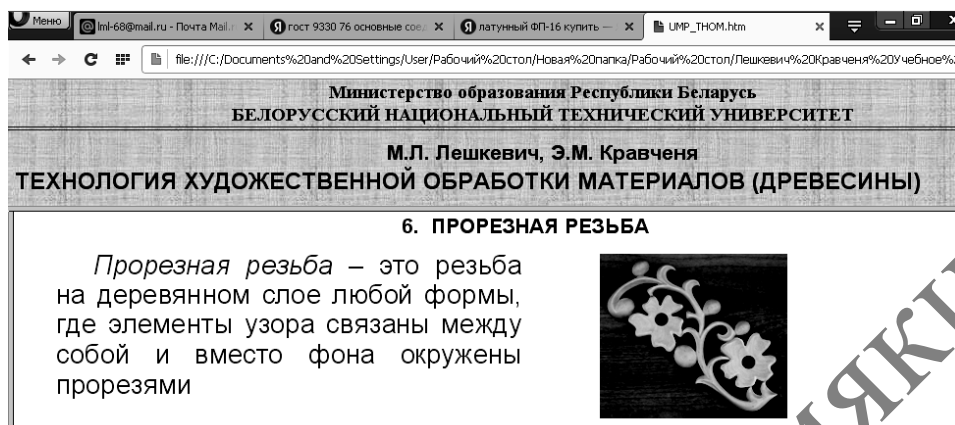 Меню
lml-68@mail.ru - Почта Mail.r
гост 9330 76 основные соед
латунный ФП-16 купить —
UMP_THOM.htm
file:///C:/Documents%20and%20Settings/User/Рабочий%20стол/Новая%20папка/Рабочий%20стол/Лешкевич%20Кравченя%20Учебное%2
Министерство образования Республики Беларусь
БЕЛОРУССКИЙ НАЦИОНАЛЬНЫЙ ТЕХНИЧЕСКИЙ УНИВЕРСИТЕТ
М.Л. Лешкевич, Э.М. Кравченя
ТЕХНОЛОГИЯ ХУДОЖЕСТВЕННОЙ ОБРАБОТКИ МАТЕРИАЛОВ (ДРЕВЕСИНЫ)
6. ПРОРЕЗНАЯ РЕЗЬБА
Прорезная резьба – это резьба
на деревянном слое любой формы,
где элементы узора связаны между
собой и вместо фона окружены
прорезями